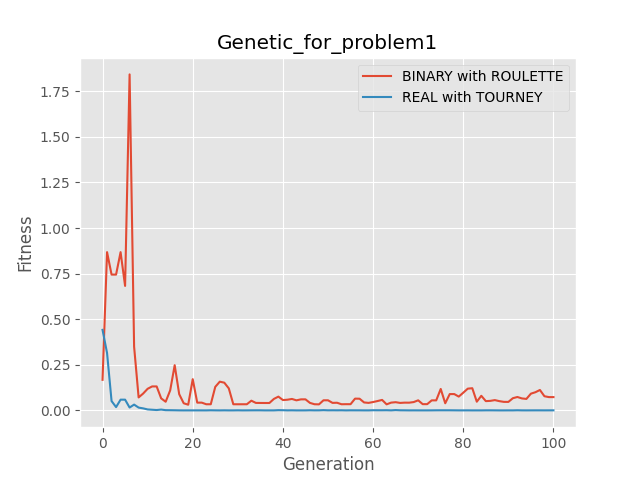 Genetic_for_problem1
BINARY with ROULETTE
REAL with TOURNEY
Fitness
1.75
1.50
1.25
1.00
0.75
0.50
0.25
0.00
0 20 40 60 80 100
Generation